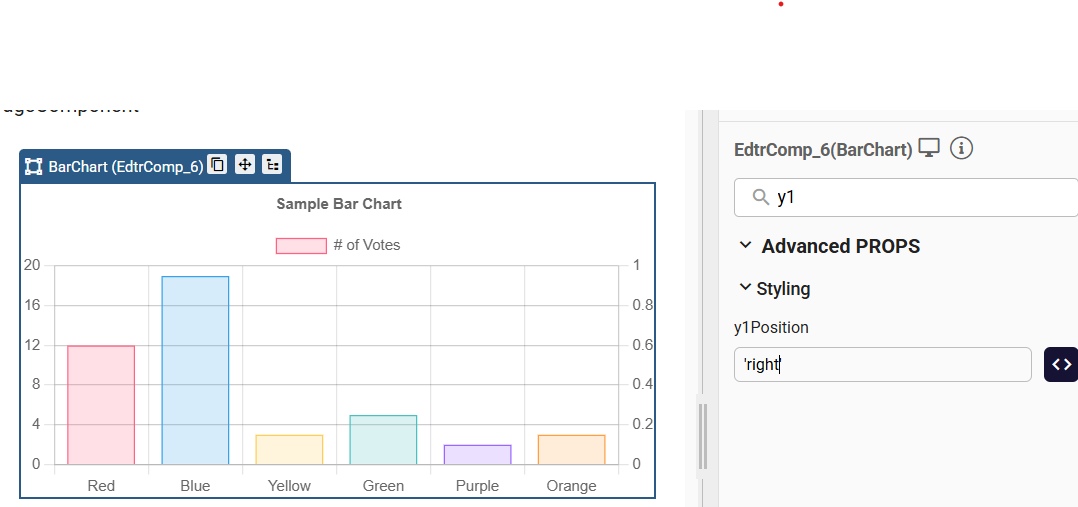 BarChart (EdtrComp_6)
Sample Bar Chart
# of Votes
20
16
12
8
4
0
1
0.8
0.6
0.4
0.2
0
Red Blue Yellow Green Purple Orange
EdtrComp_6(BarChart)
y1
Advanced PROPS
Styling
y1Position
'right'